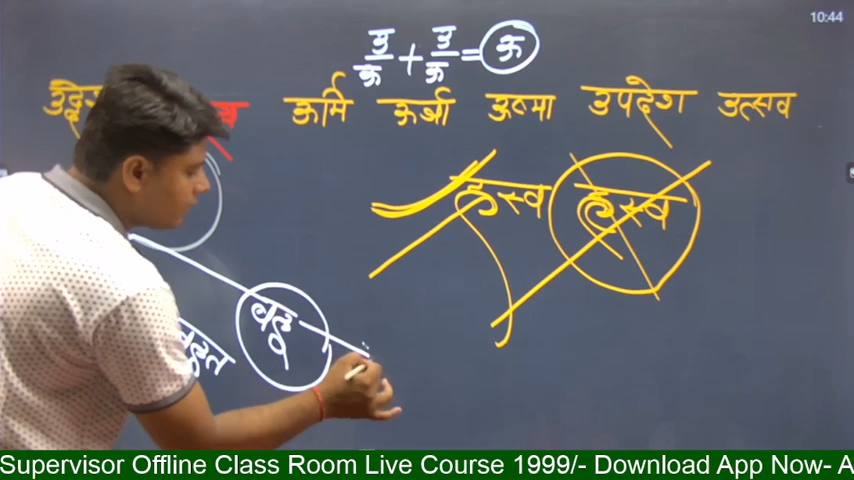 10:44
उ/क + उ/क = ऊ
ऊर्मि ऊर्जा ऊष्मा उपदेश उत्सव
ह्रस्व ह्रस्व
बहू
बहुत
Supervisor Offline Class Room Live Course 1999/- Download App Now- A